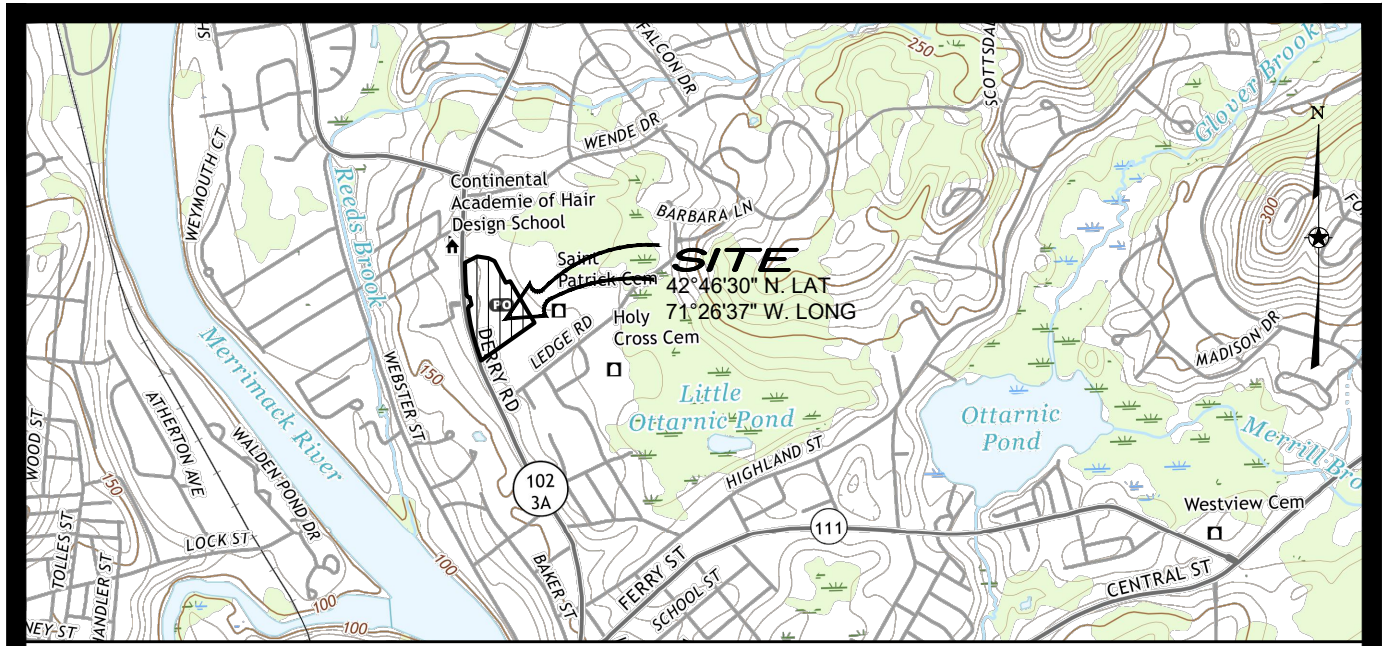 SH
FALCON DR
250
SCOTTSDAL
Glover Brook
N
WENDE DR
WEYMOUTH CT
Reeds Brook
Continental
Academie of Hair
Design School
BARBARA LN
300
FO
SITE
Saint
Patrick Cem
42°46'30" N. LAT
71°26'37" W. LONG
PO
Holy
Cross Cem
LEDGE RD
DERRY RD
MADISON DR
Merrimack River
WEBSTER ST
150
Little
Ottarnic Pond
Ottarnic
Pond
Merrill Bro
ATHERTON AVE
WALDEN POND DR
WOOD ST
HIGHLAND ST
150
102
3A
Westview Cem
111
LOCK ST
TOLLES ST
ANDLER ST
100
BAKER ST
FERRY ST
SCHOOL ST
CENTRAL ST
100
100
NEY ST